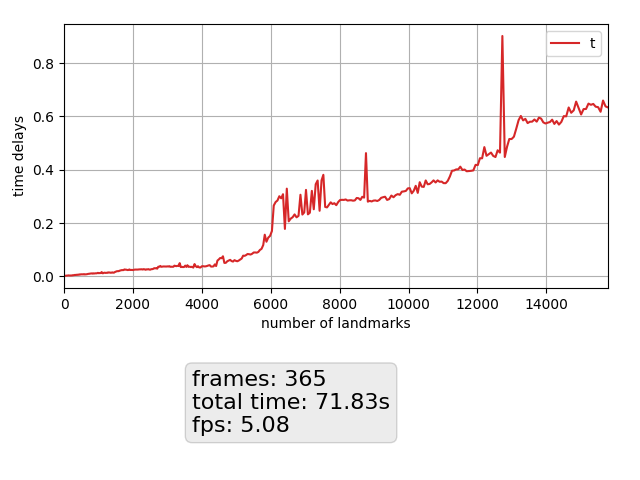 t
0.8
0.6
0.4
0.2
0.0
time delays
0 2000 4000 6000 8000 10000 12000 14000
number of landmarks
frames: 365
total time: 71.83s
fps: 5.08